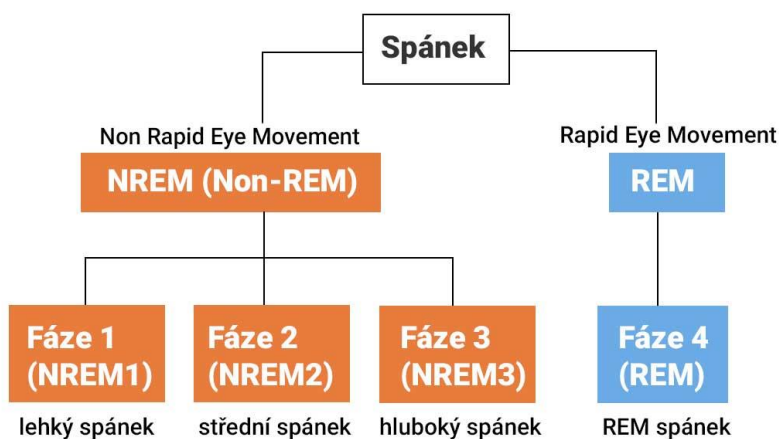 Spánek
Non Rapid Eye Movement
Rapid Eye Movement
NREM (Non-REM)
REM
Fáze 1
(NREM1)
Fáze 2
(NREM2)
Fáze 3
(NREM3)
Fáze 4
(REM)
lehký spánek
střední spánek
hluboký spánek
REM spánek